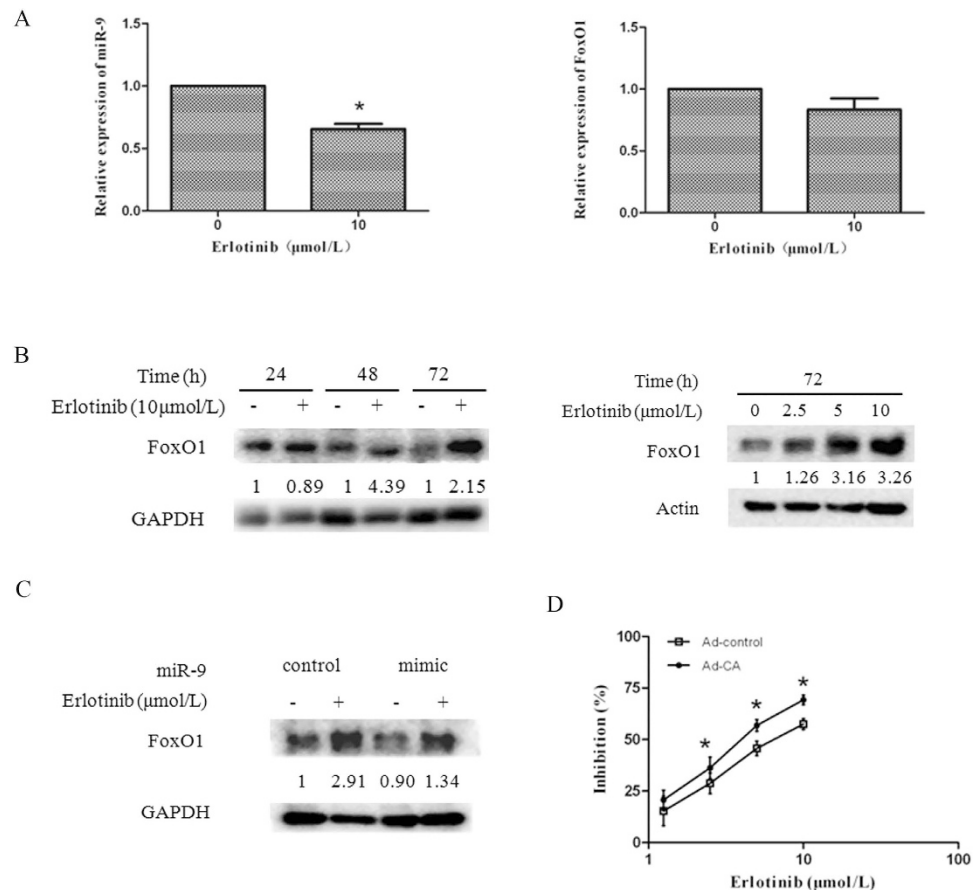 A
Relative expression of miR-9
1.5
1.0
0.5
0.0
*
0 10
Erlotinib (μmol/L)
Relative expression of FoxO1
1.5
1.0
0.5
0.0
0 10
Erlotinib (μmol/L)
B
Time (h) 24 48 72
Erlotinib (10μmol/L) - + - + - +
FoxO1
1 0.89 1 4.39 1 2.15
GAPDH
Time (h) 72
Erlotinib (μmol/L) 0 2.5 5 10
FoxO1
1 1.26 3.16 3.26
Actin
C
miR-9 control mimic
Erlotinib (μmol/L) - + - +
FoxO1
1 2.91 0.90 1.34
GAPDH
D
Inhibition (%)
100
75
50
25
0
Ad-control
Ad-CA
* * *
1 10 100
Erlotinib (μmol/L)